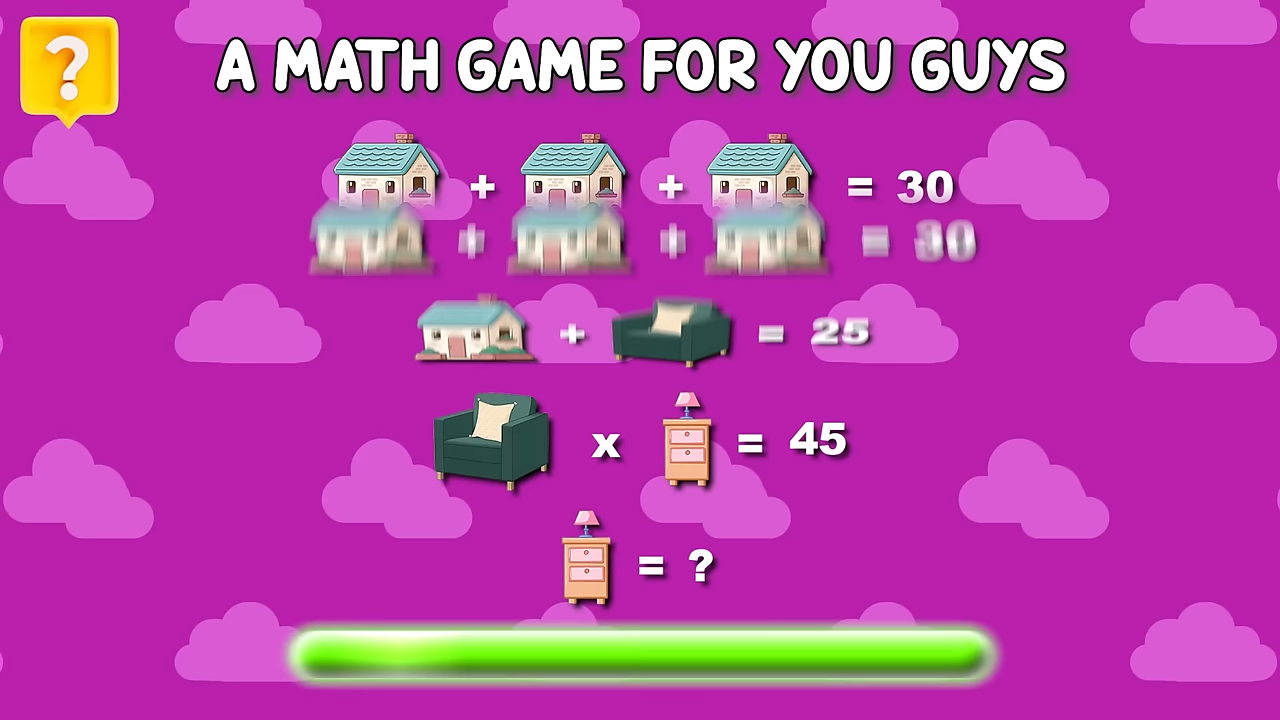 ?
A MATH GAME FOR YOU GUYS
+ + = 30
+ + = 30
+ = 25
x = 45
= ?